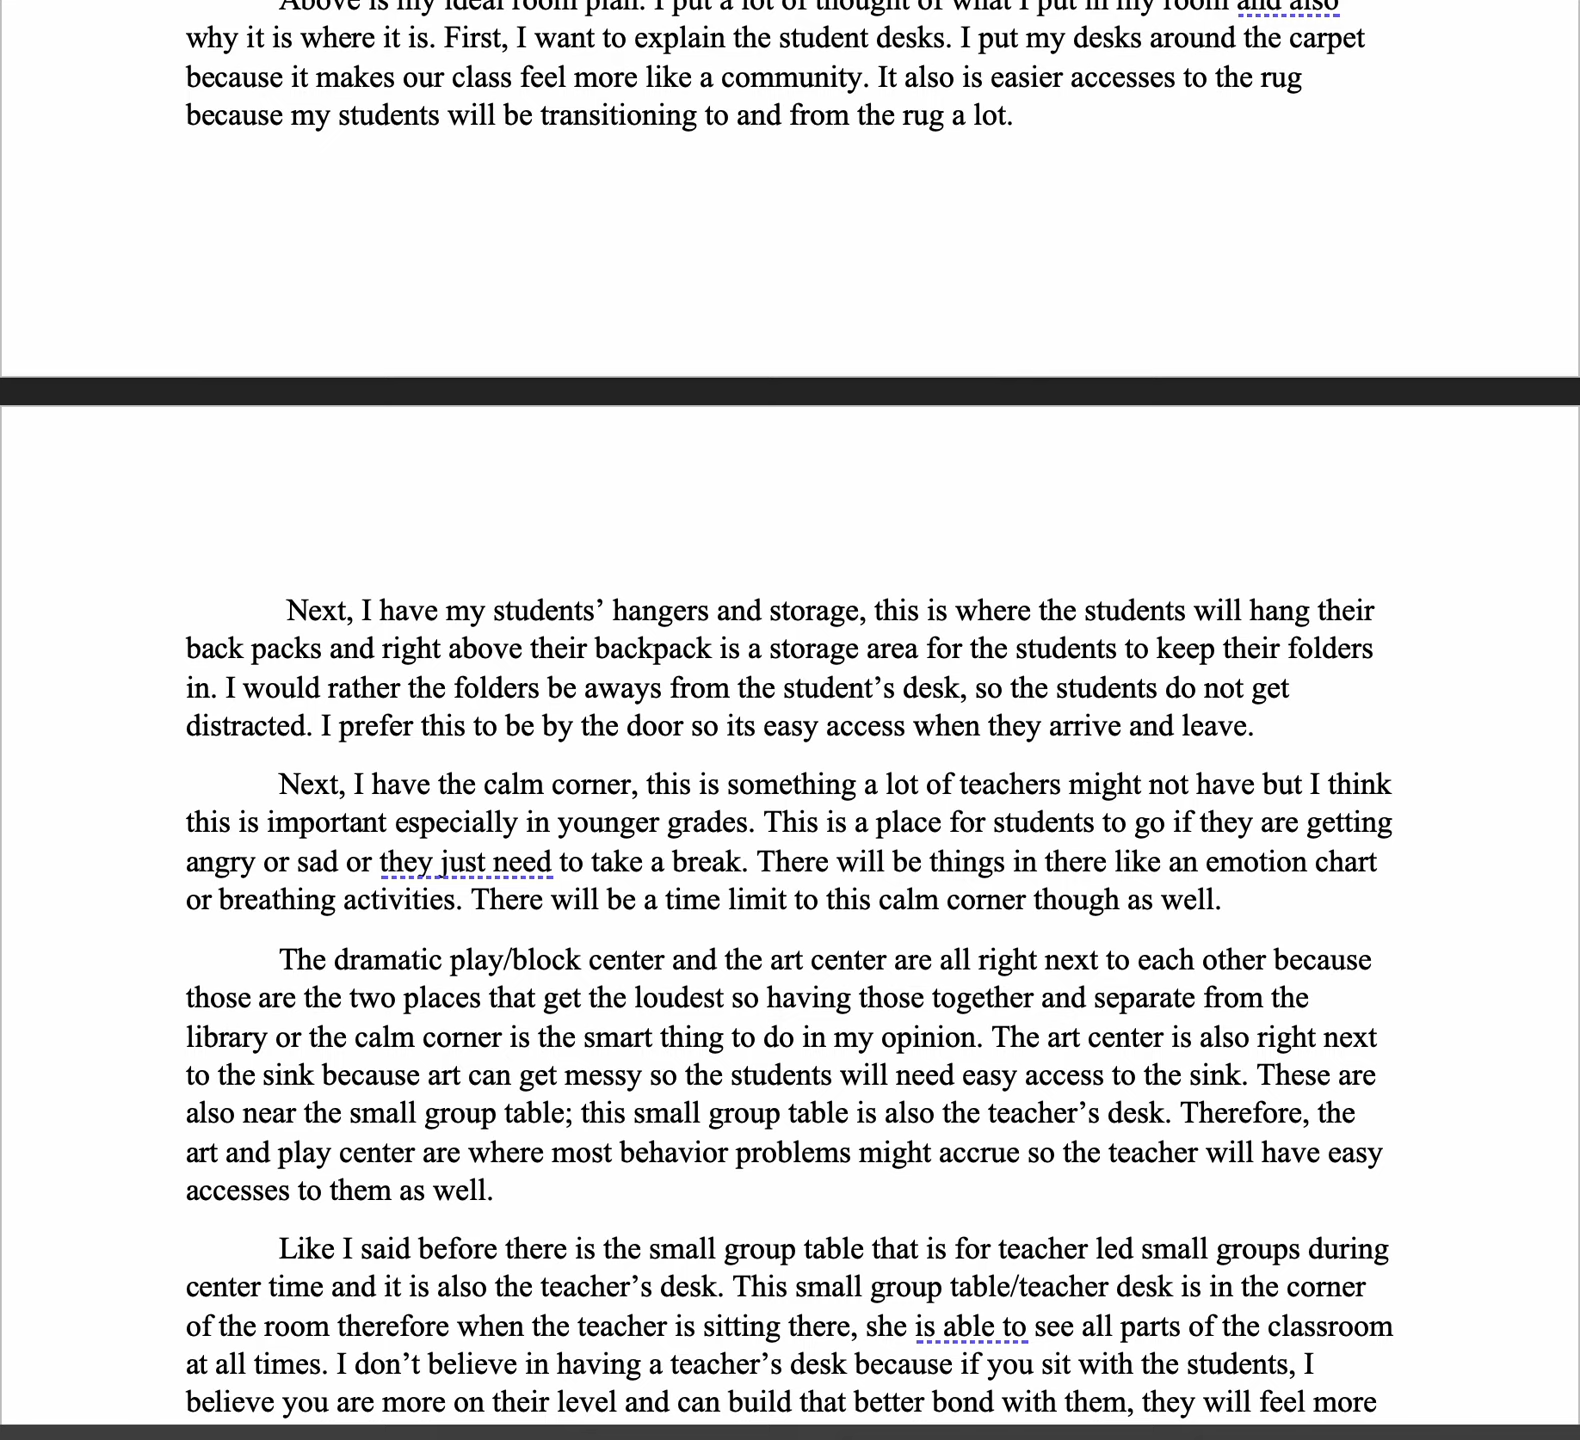 Above is my ideal room plan. I put a lot of thought of what I put in my room and also
why it is where it is. First, I want to explain the student desks. I put my desks around the carpet
because it makes our class feel more like a community. It also is easier accesses to the rug
because my students will be transitioning to and from the rug a lot.
Next, I have my students’ hangers and storage, this is where the students will hang their
back packs and right above their backpack is a storage area for the students to keep their folders
in. I would rather the folders be aways from the student’s desk, so the students do not get
distracted. I prefer this to be by the door so its easy access when they arrive and leave.
Next, I have the calm corner, this is something a lot of teachers might not have but I think
this is important especially in younger grades. This is a place for students to go if they are getting
angry or sad or they just need to take a break. There will be things in there like an emotion chart
or breathing activities. There will be a time limit to this calm corner though as well.
The dramatic play/block center and the art center are all right next to each other because
those are the two places that get the loudest so having those together and separate from the
library or the calm corner is the smart thing to do in my opinion. The art center is also right next
to the sink because art can get messy so the students will need easy access to the sink. These are
also near the small group table; this small group table is also the teacher’s desk. Therefore, the
art and play center are where most behavior problems might accrue so the teacher will have easy
accesses to them as well.
Like I said before there is the small group table that is for teacher led small groups during
center time and it is also the teacher’s desk. This small group table/teacher desk is in the corner
of the room therefore when the teacher is sitting there, she is able to see all parts of the classroom
at all times. I don’t believe in having a teacher’s desk because if you sit with the students, I
believe you are more on their level and can build that better bond with them, they will feel more